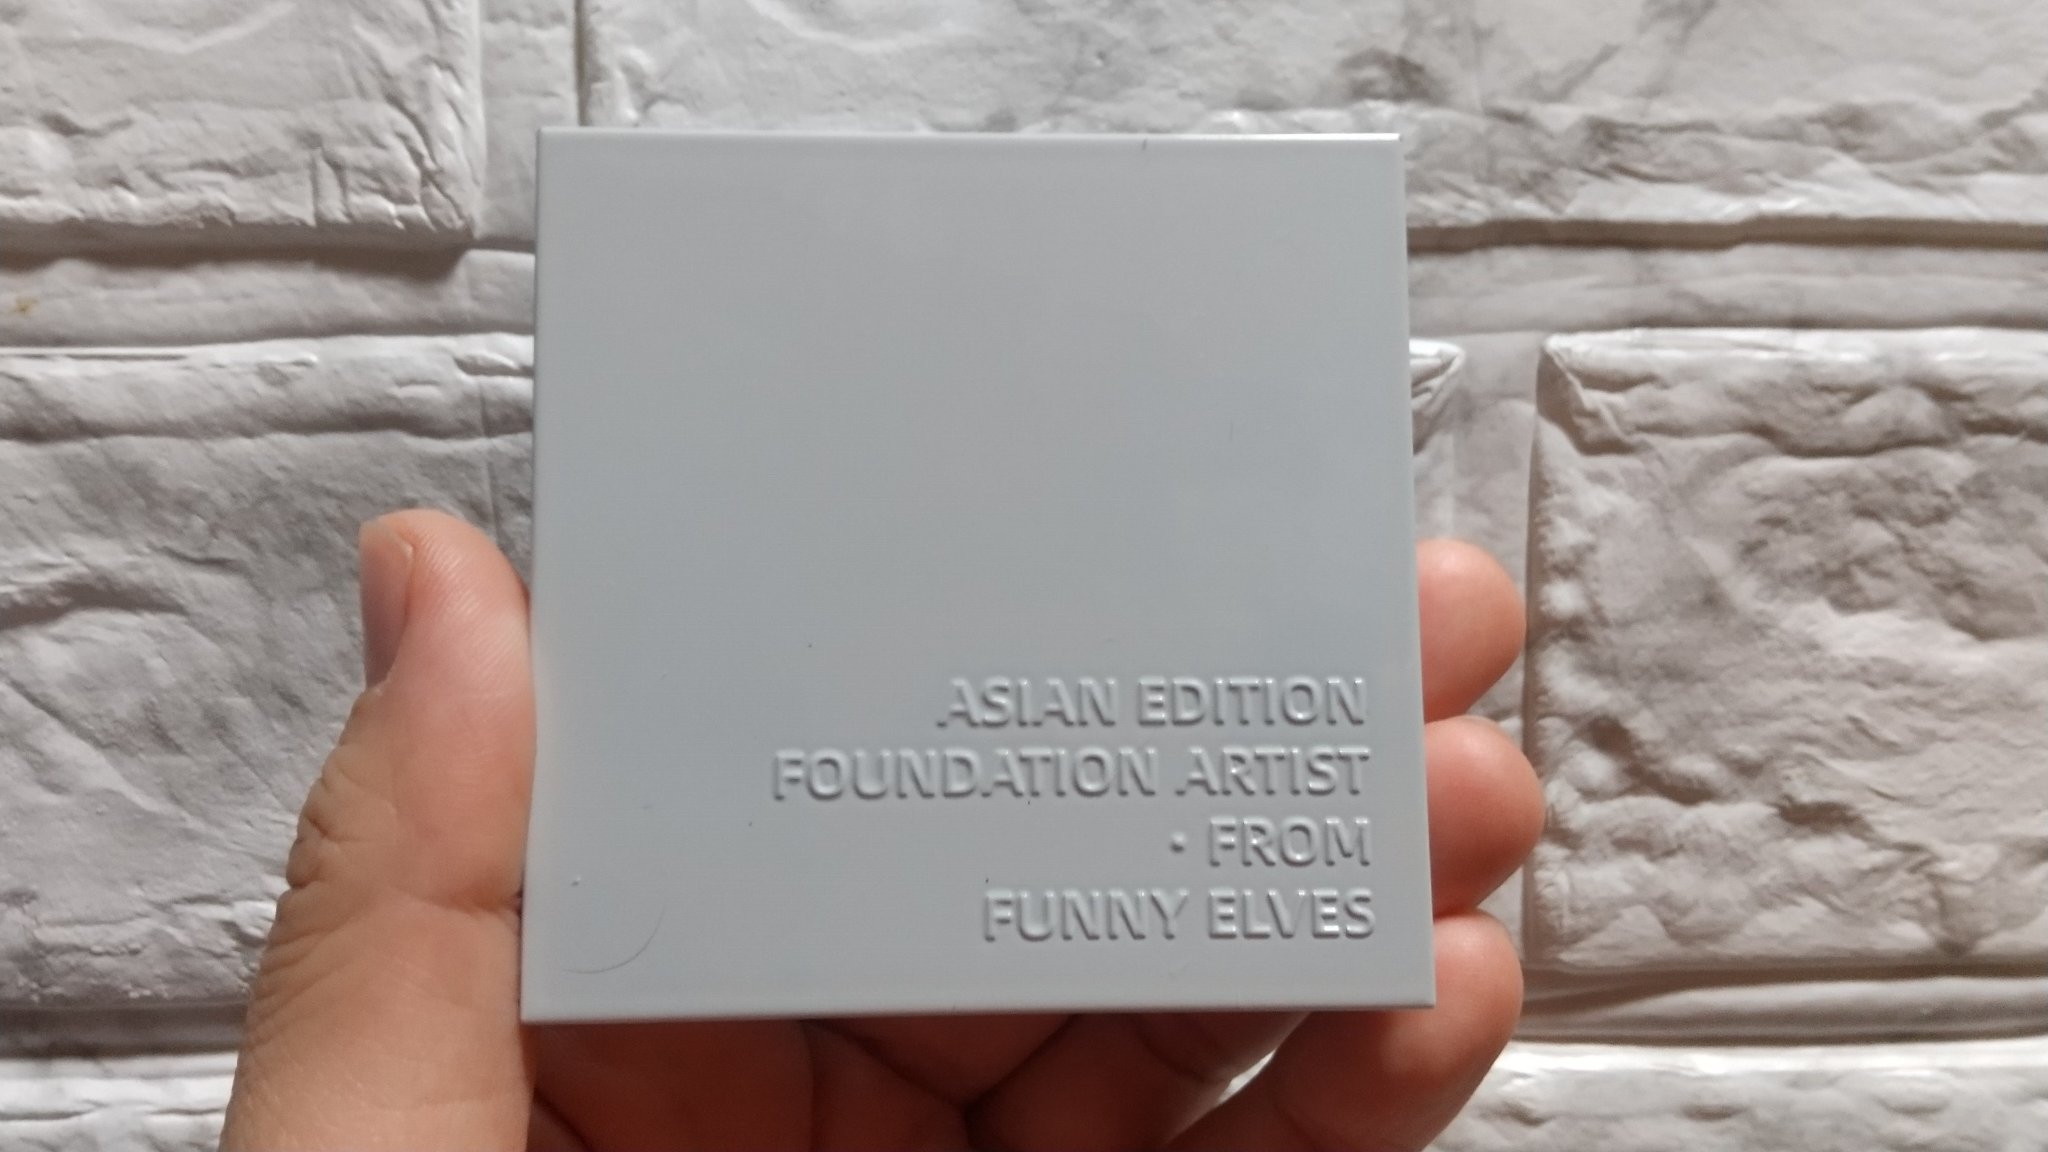 ASIAN EDITION
FOUNDATION ARTIST
· FROM
FUNNY ELVES